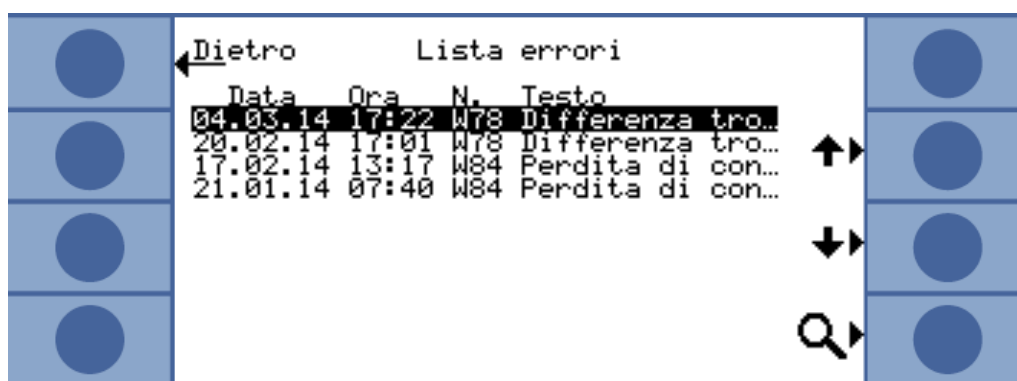 Dietro Lista errori
Data Ora N. Testo
04.03.14 17:22 W78 Differenza tro…
20.02.14 17:01 W78 Differenza tro…
17.02.14 13:17 W84 Perdita di con…
21.01.14 07:40 W84 Perdita di con…